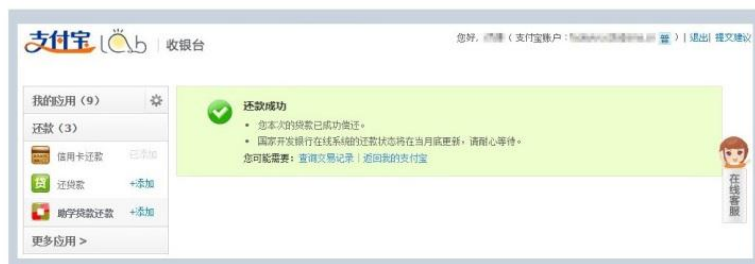 支付宝 Lab | 收银台
您好, (支付宝账户: ) | 退出| 提交建议
我的应用 (9)
还款 (3)
信用卡还款 已添加
还贷款 +添加
助学贷款还款 +添加
更多应用 >
还款成功
• 您本次的贷款已成功偿还。
• 国家开发银行在线系统的还款状态将在当月底更新,请耐心等待。
您可能需要: 查询交易记录 | 返回我的支付宝
在线客服